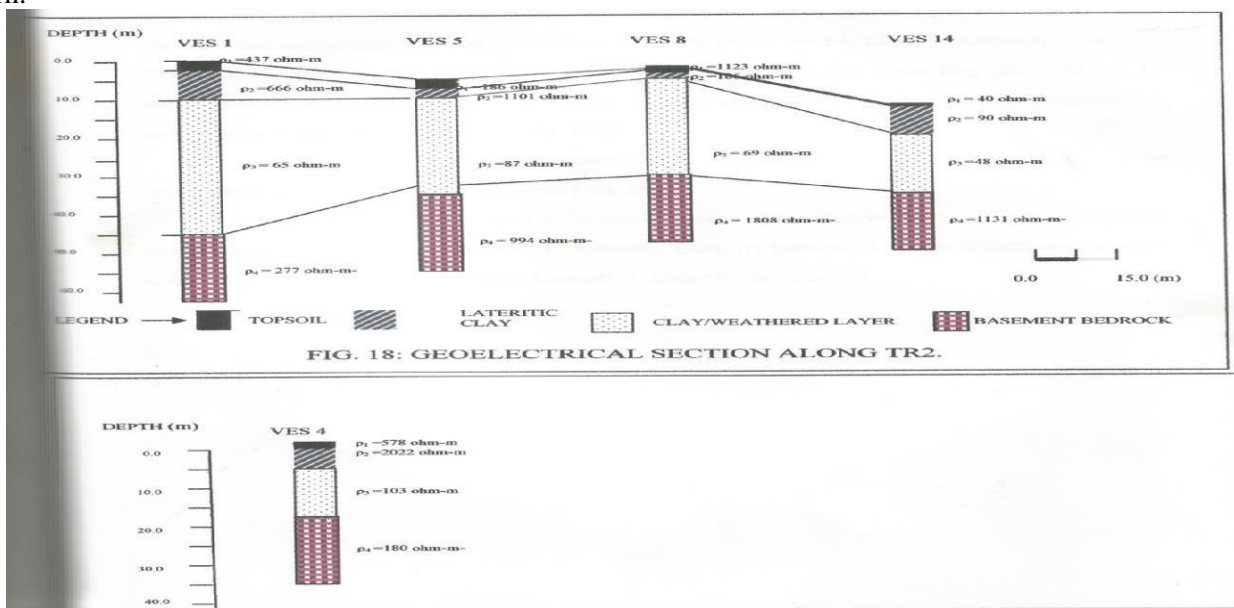 DEPTH (m) VES 1 VES 5 VES 8 VES 14
0.0
10.0
20.0
30.0
40.0
ρ₁=437 ohm-m
ρ₂=666 ohm-m
ρ₃=65 ohm-m
ρ₄=277 ohm-m-
ρ₁=186 ohm-m
ρ₂=1101 ohm-m
ρ₃=87 ohm-m
ρ₄=994 ohm-m-
ρ₁=1123 ohm-m
ohm-m
ρ₃=69 ohm-m
ρ₄=1808 ohm-m-
ρ₁=40 ohm-m
ρ₂=90 ohm-m
ρ₃=48 ohm-m
ρ₄=1131 ohm-m-
0.0 15.0 (m)
LEGEND TOPSOIL LATERITIC CLAY CLAY/WEATHERED LAYER BASEMENT BEDROCK
FIG. 18: GEOELECTRICAL SECTION ALONG TR2.
DEPTH (m) VES 4
0.0
10.0
20.0
30.0
40.0
ρ₁=578 ohm-m
ρ₂=2022 ohm-m
ρ₃=103 ohm-m
ρ₄=180 ohm-m-